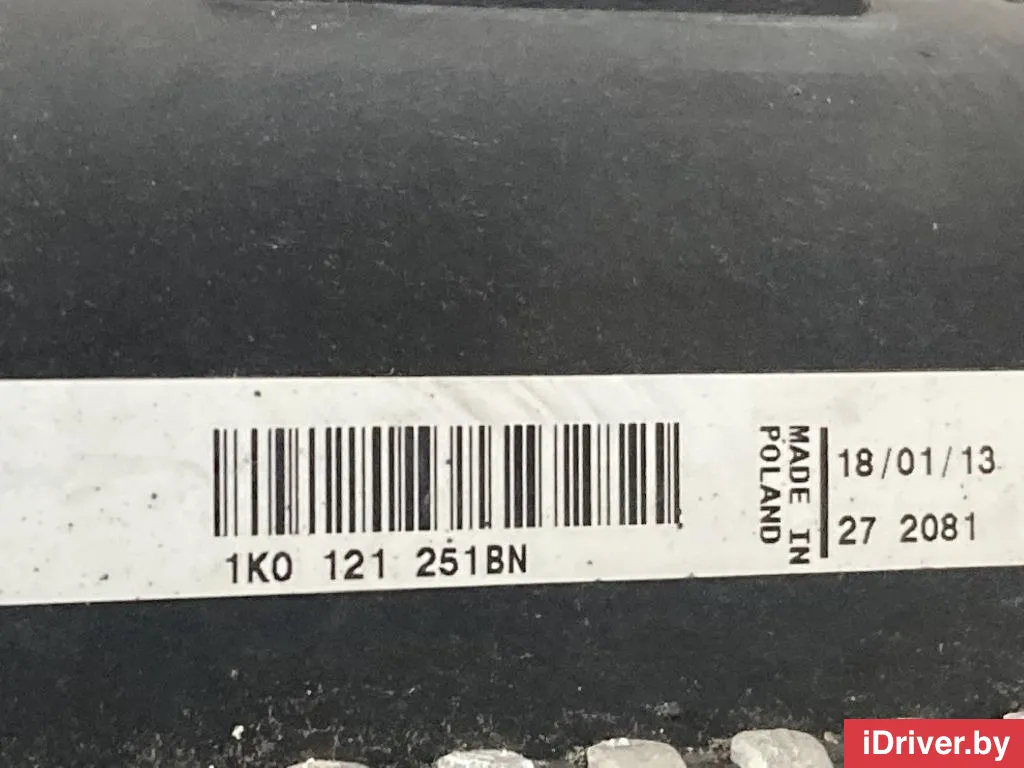 1K0 121 251BN
MADE IN
POLAND
18/01/13
27 2081
iDriver.by